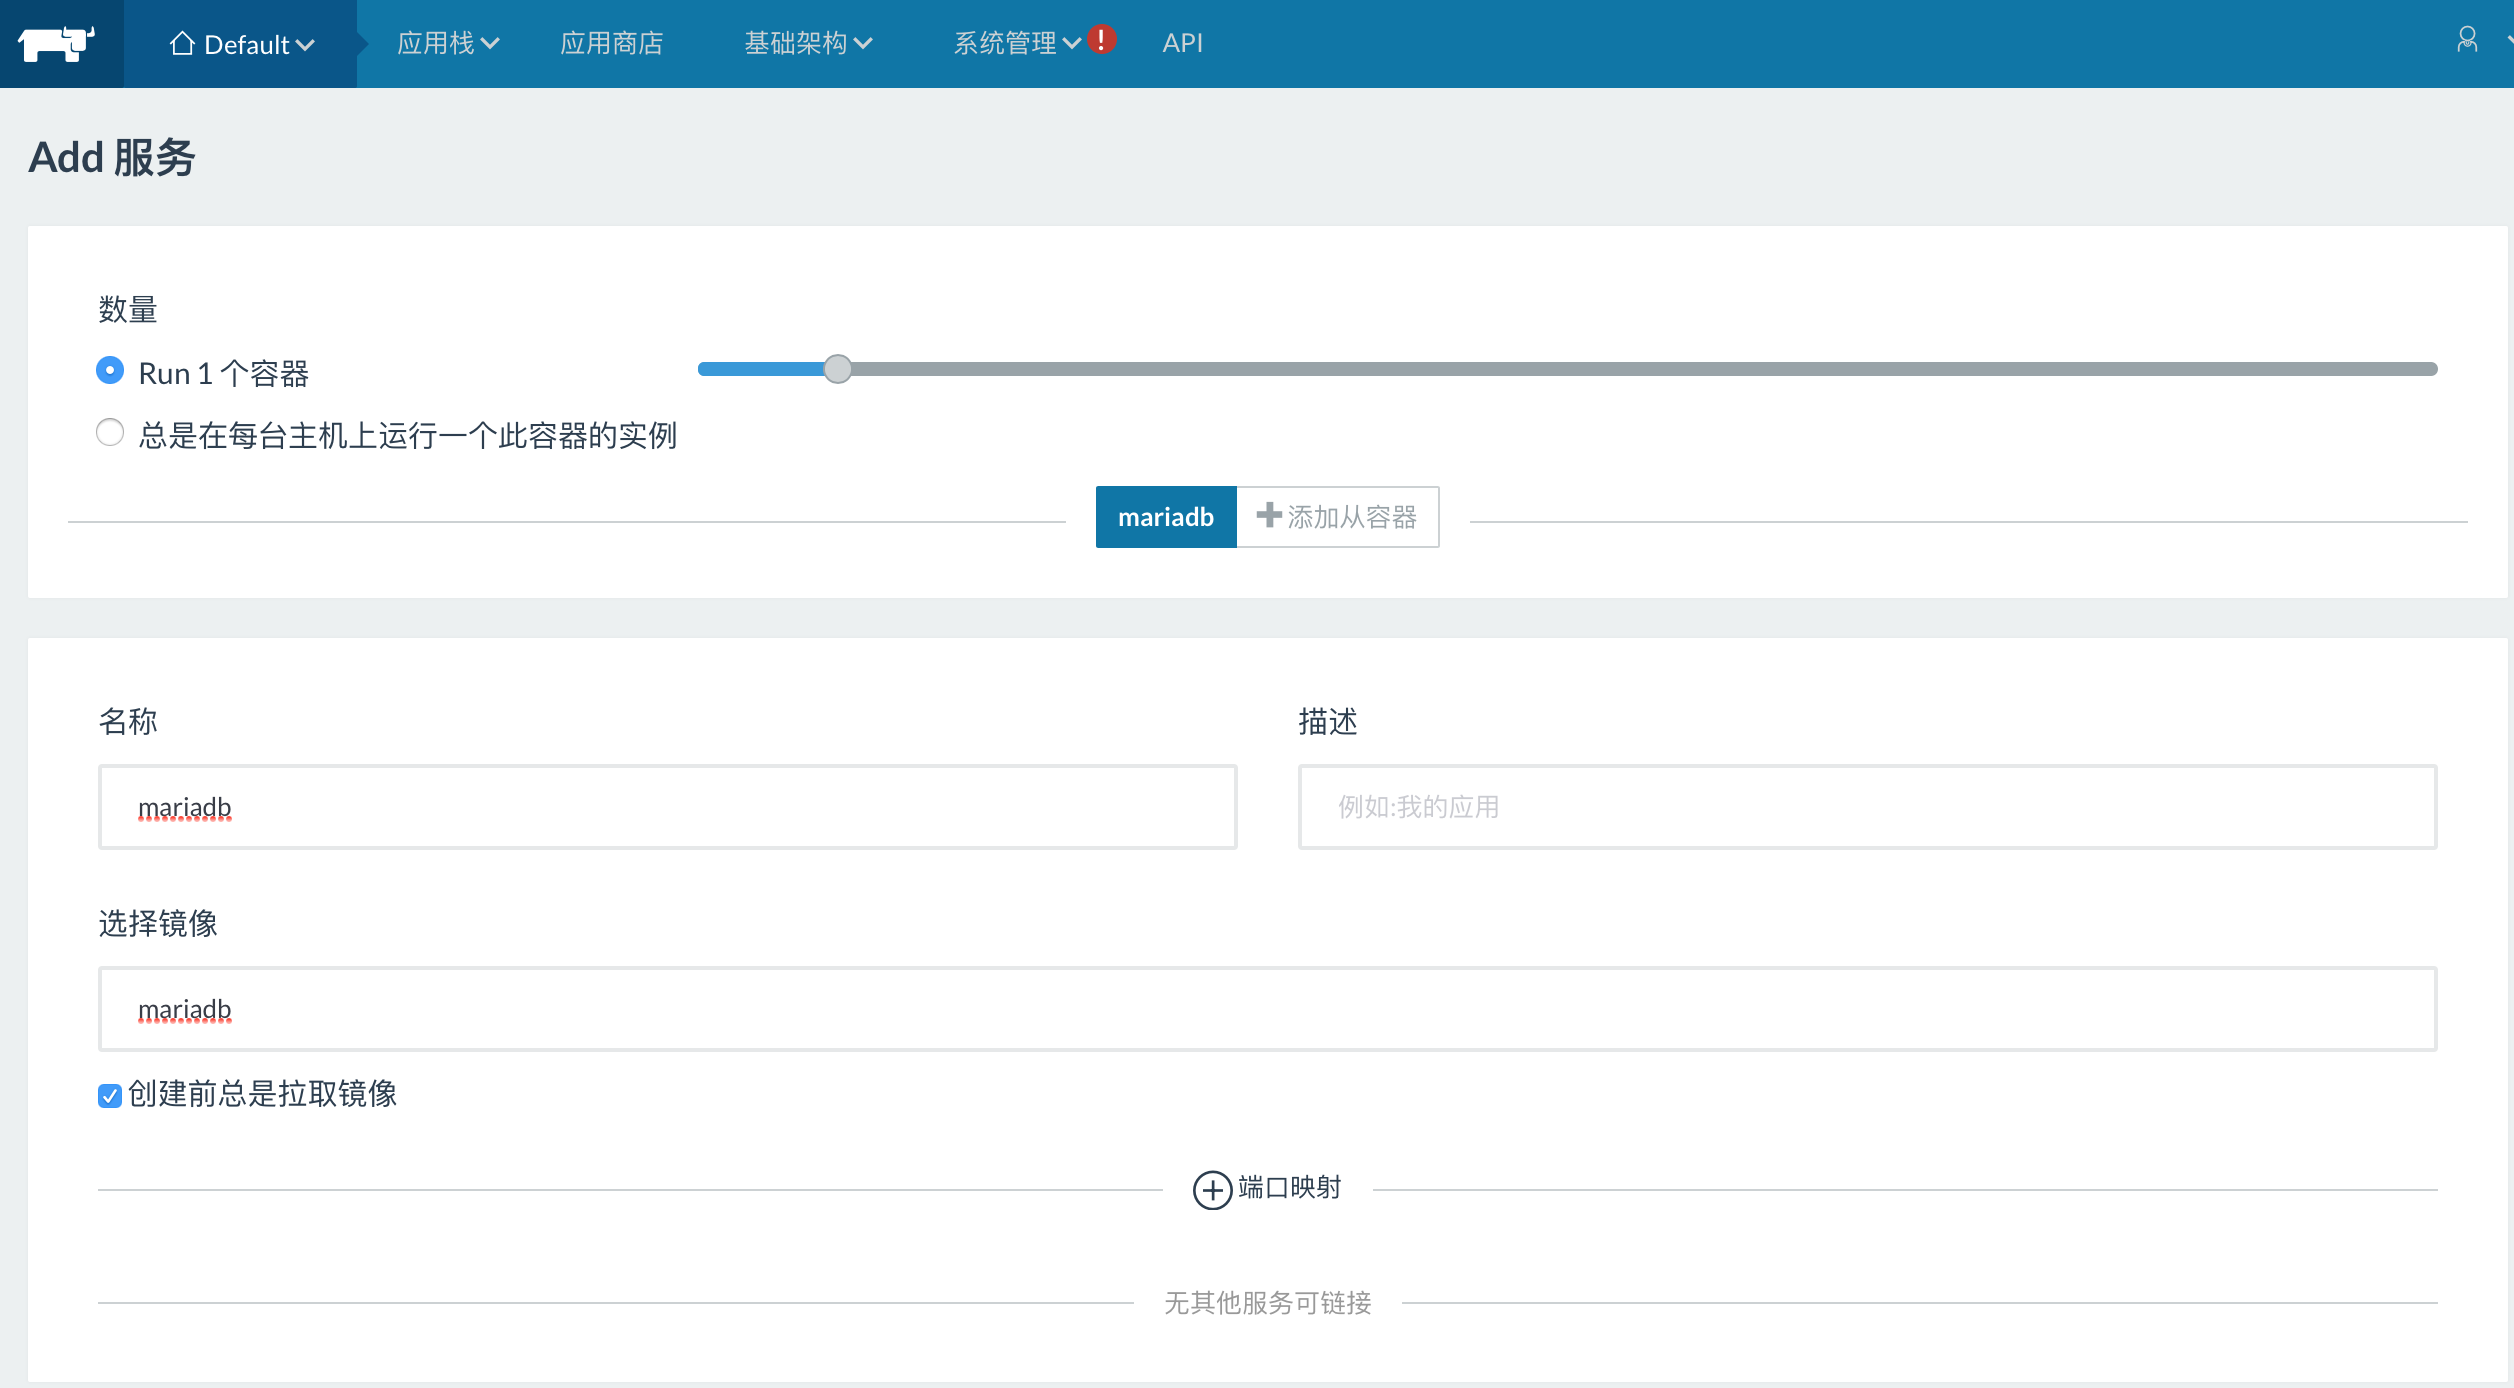 Default 应用栈 应用商店 基础架构 系统管理 API
Add 服务
数量
Run 1 个容器
总是在每台主机上运行一个此容器的实例
mariadb 添加从容器
名称 描述
mariadb 例如:我的应用
选择镜像
mariadb
创建前总是拉取镜像
端口映射
无其他服务可链接